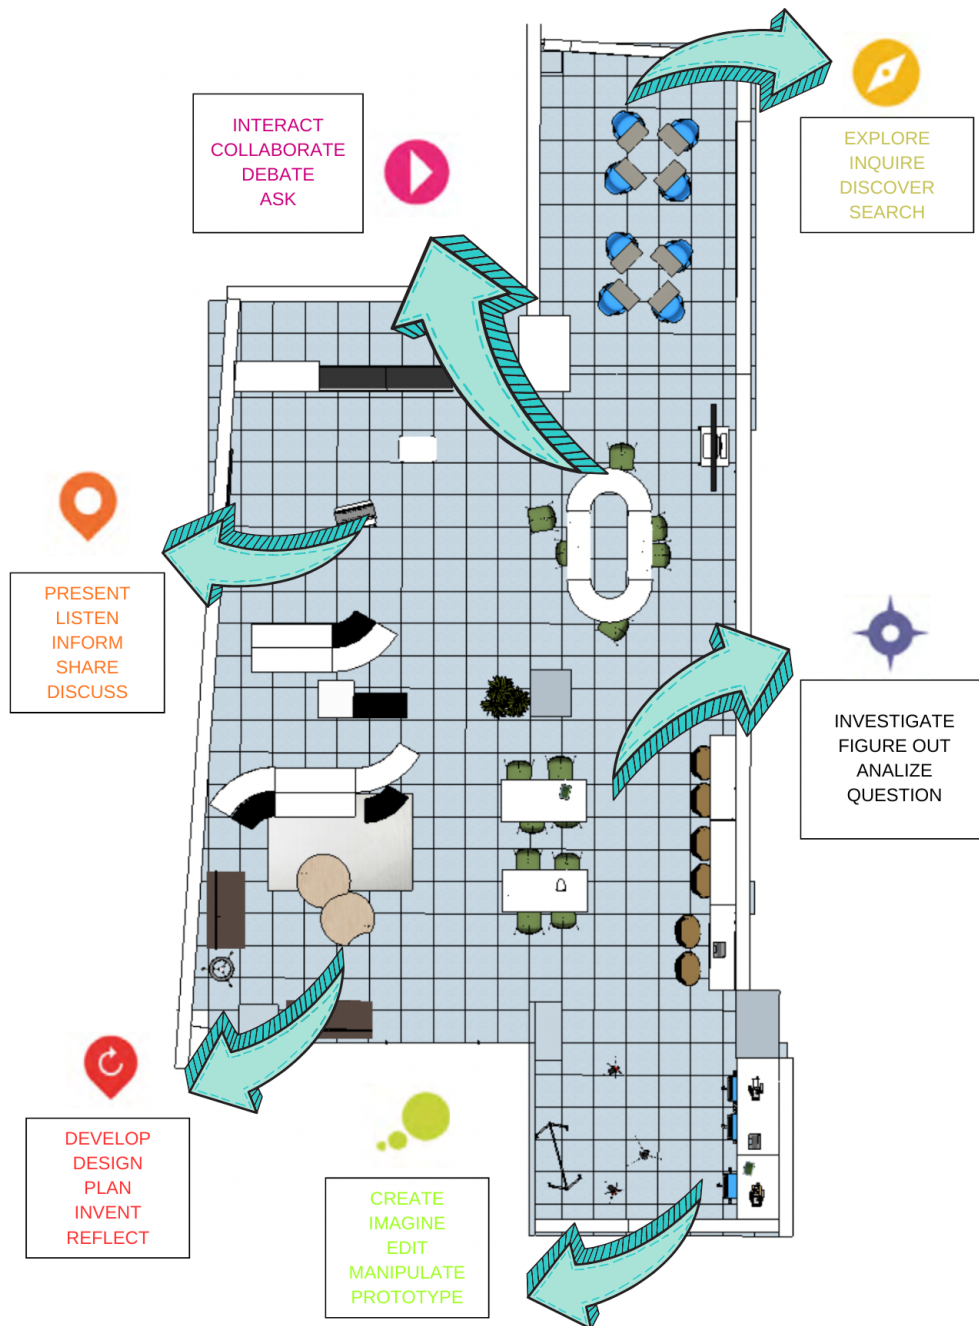 INTERACT
COLLABORATE
DEBATE
ASK
EXPLORE
INQUIRE
DISCOVER
SEARCH
PRESENT
LISTEN
INFORM
SHARE
DISCUSS
INVESTIGATE
FIGURE OUT
ANALIZE
QUESTION
DEVELOP
DESIGN
PLAN
INVENT
REFLECT
CREATE
IMAGINE
EDIT
MANIPULATE
PROTOTYPE